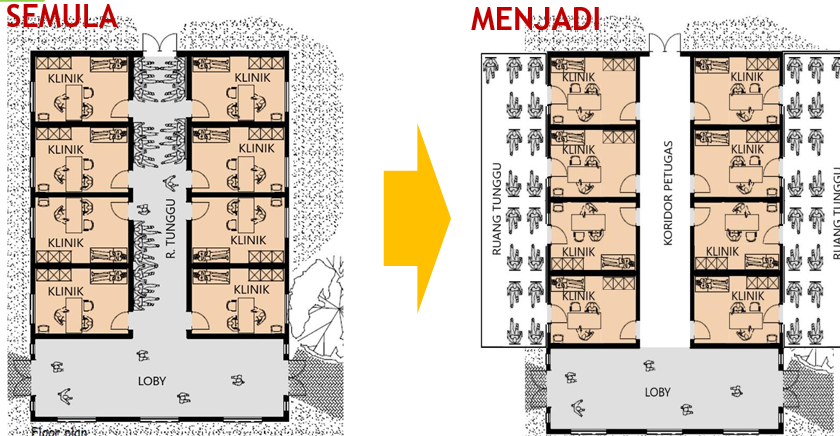 SEMULA
MENJADI
KLINIK
KLINIK
KLINIK
KLINIK
KLINIK
KLINIK
KLINIK
KLINIK
R. TUNGGU
LOBY
Floor plan
KLINIK
KLINIK
KLINIK
KLINIK
KLINIK
KLINIK
KLINIK
KLINIK
RUANG TUNGGU
KORIDOR PETUGAS
RUANG TUNGGU
LOBY